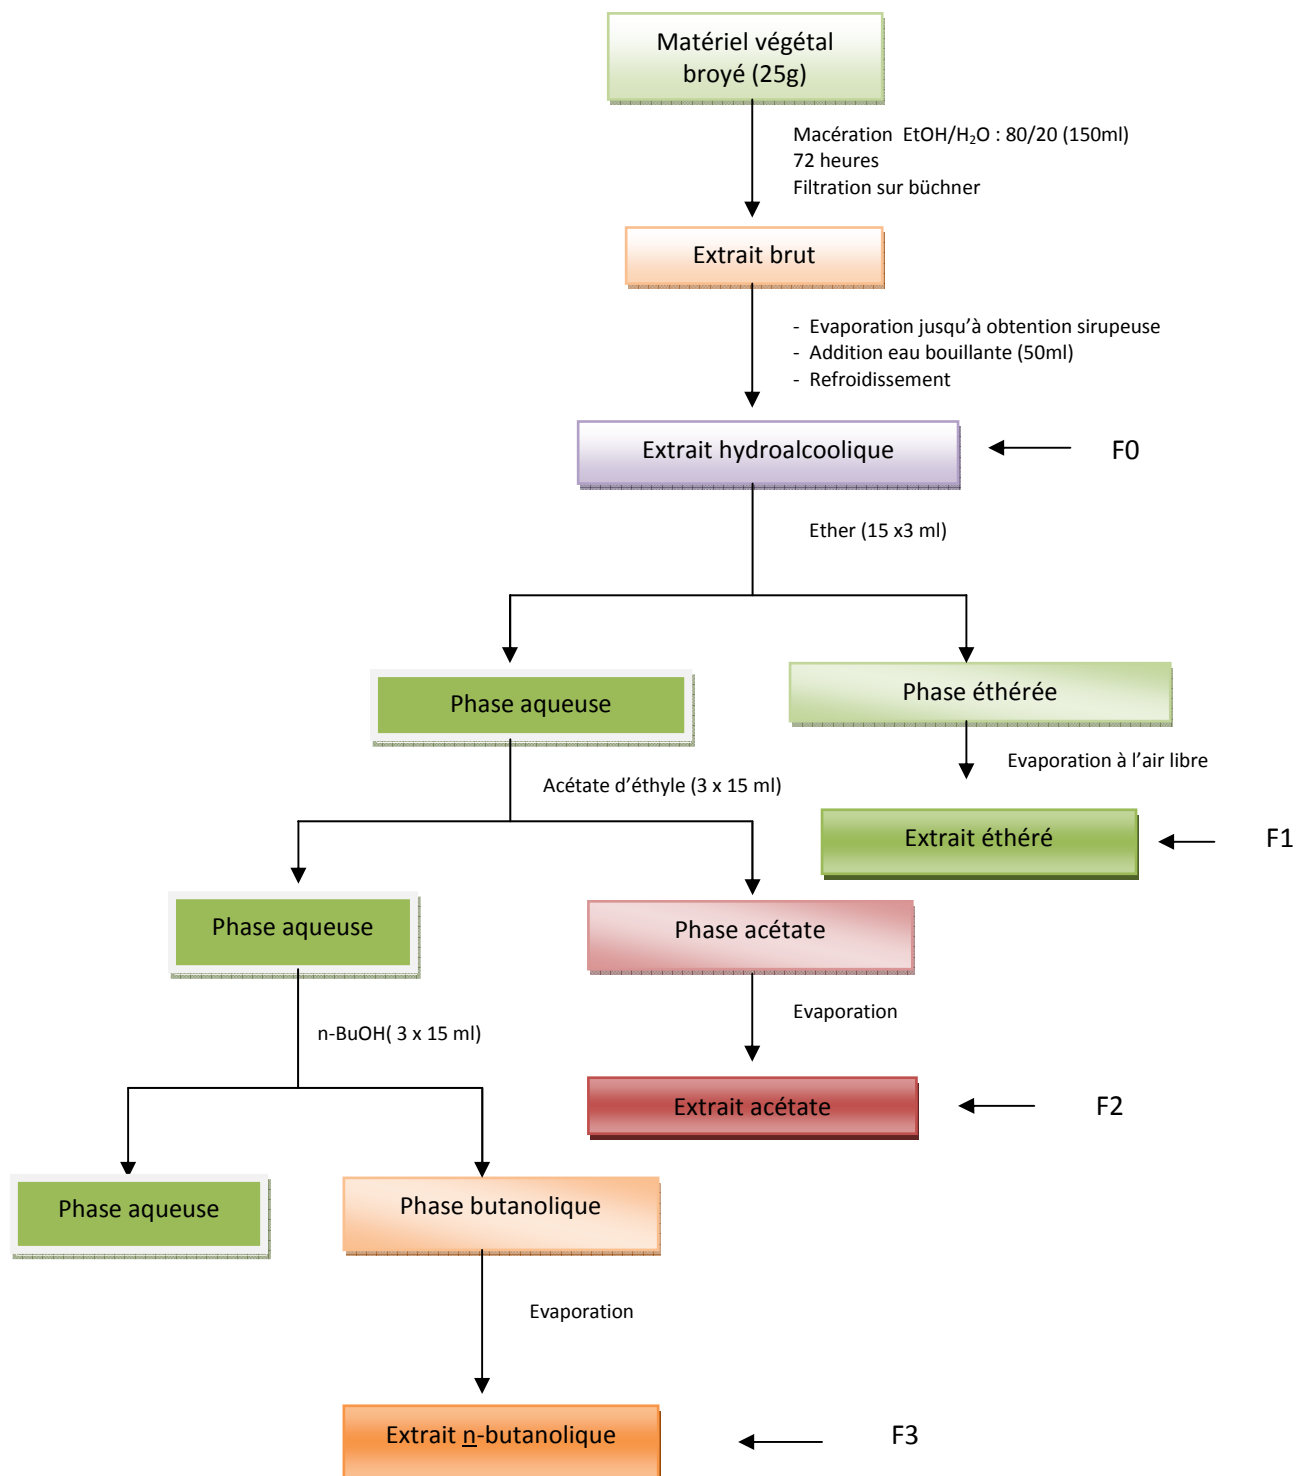 Matériel végétal
broyé (25g)
Macération  EtOH/H₂O : 80/20 (150ml)
72 heures
Filtration sur büchner
Extrait brut
- Evaporation jusqu’à obtention sirupeuse
- Addition eau bouillante (50ml)
- Refroidissement
Extrait hydroalcoolique
F0
Ether (15 x3 ml)
Phase aqueuse
Phase éthérée
Evaporation à l’air libre
Acétate d’éthyle (3 x 15 ml)
Extrait éthéré
F1
Phase aqueuse
Phase acétate
Evaporation
n-BuOH( 3 x 15 ml)
Extrait acétate
F2
Phase aqueuse
Phase butanolique
Evaporation
Extrait n-butanolique
F3